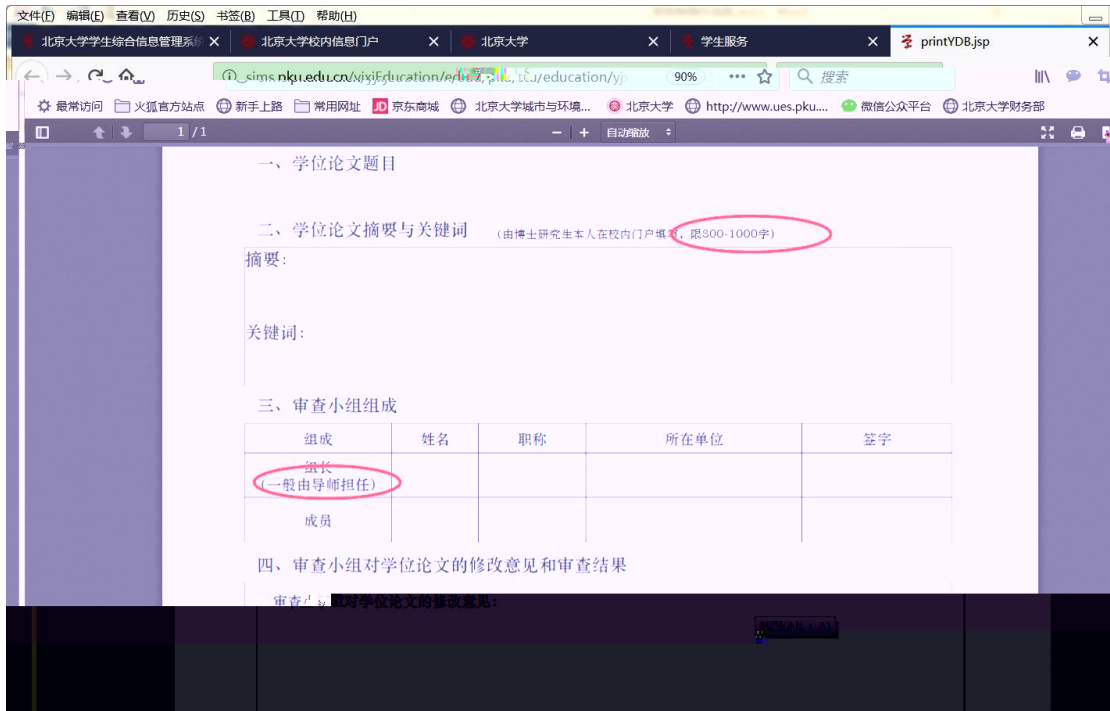 文件(F) 编辑(E) 查看(V) 历史(S) 书签(B) 工具(T) 帮助(H)
北京大学学生综合信息管理系统 北京大学校内信息门户 北京大学 学生服务 printYDB.jsp
sims.pku.edu.cn 90% 搜索
最常访问 火狐官方站点 新手上路 常用网址 JD 京东商城 北京大学城市与环境... 北京大学 http://www.ues.pku.... 微信公众平台 北京大学财务部
1 / 1 自动缩放
一、学位论文题目
二、学位论文摘要与关键词 (由博士研究生本人在校内门户填写，限800-1000字)
摘要：
关键词：
三、审查小组组成
组成 姓名 职称 所在单位 签字
组长
(一般由导师担任)
成员
四、审查小组对学位论文的修改意见和审查结果
审查小组对学位论文的修改意见：